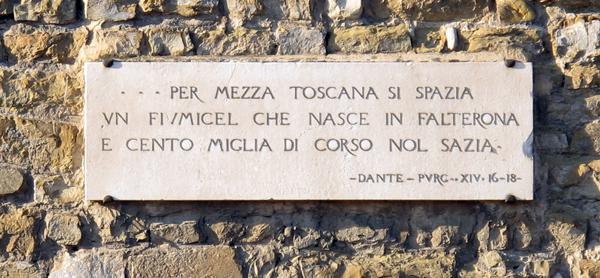 · · · PER MEZZA TOSCANA SI SPAZIA
VN FIVMICEL CHE NASCE IN FALTERONA
E CENTO MIGLIA DI CORSO NOL SAZIA·
–DANTE – PVRG··XIV·16-18–